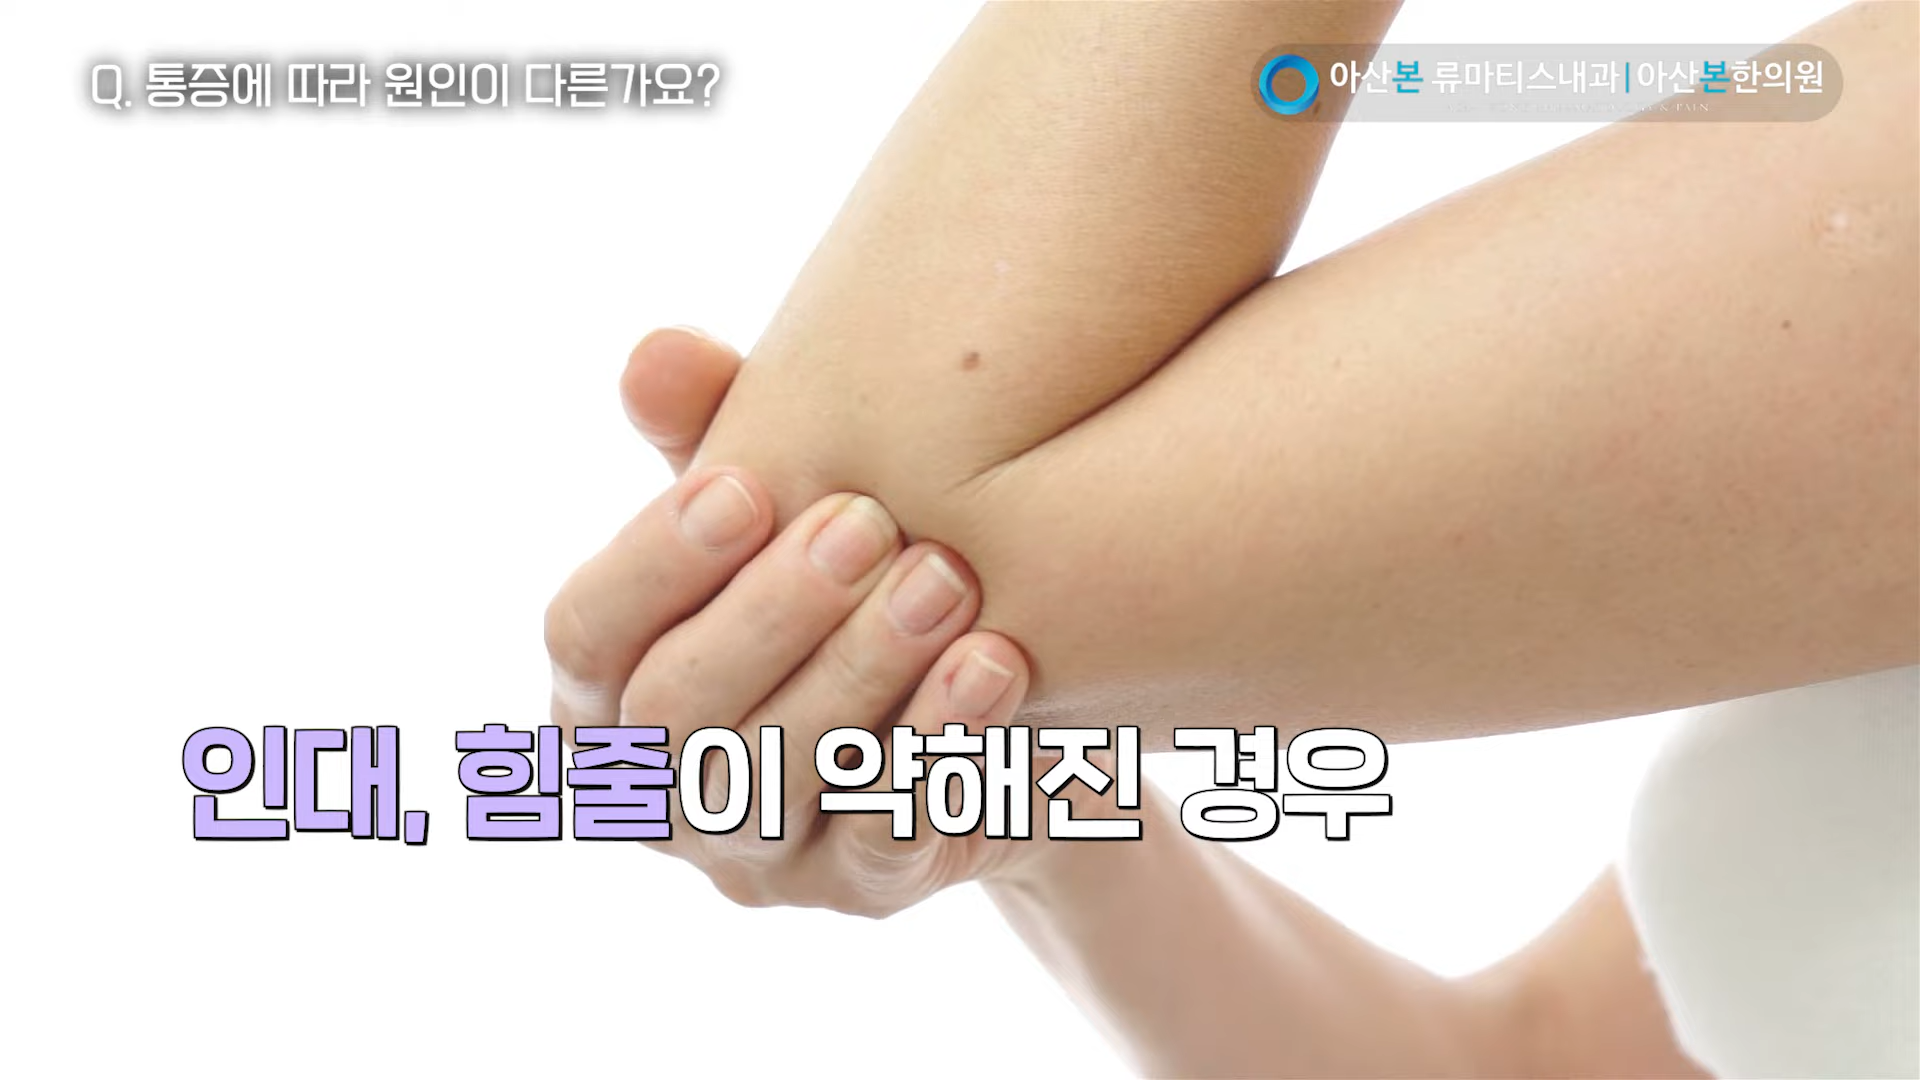 Q. 통증에 따라 원인이 다른가요?
아산본 류마티스내과|아산본한의원
인대, 힘줄이 약해진 경우